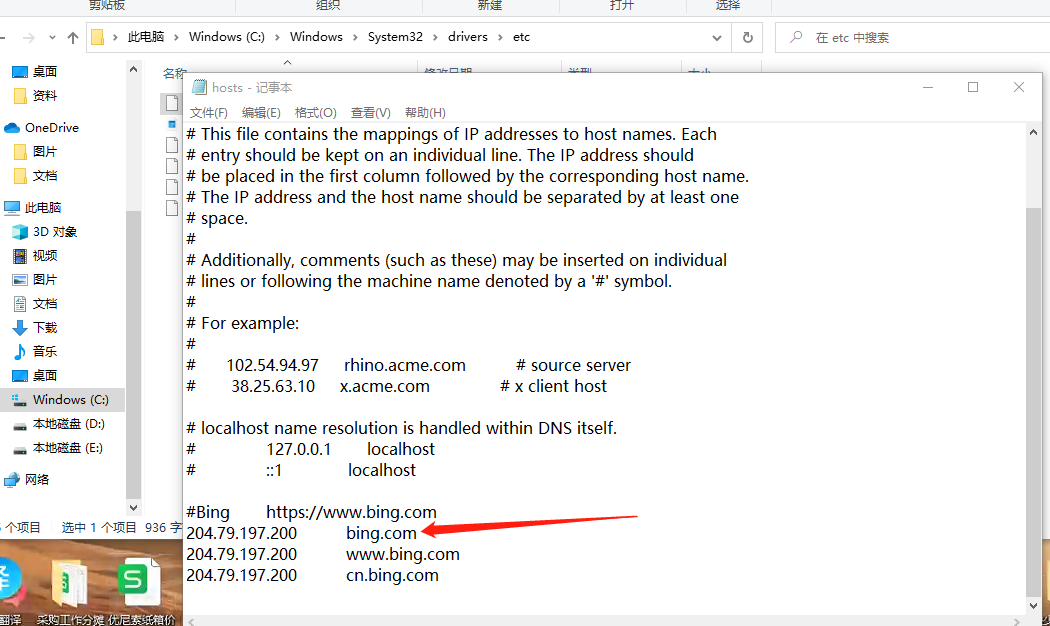 剪贴板 组织 新建 打开 选择
此电脑 Windows (C:) Windows System32 drivers etc
在 etc 中搜索
名称 修改日期 类型 大小
桌面
资料
OneDrive
图片
文档
此电脑
3D 对象
视频
图片
文档
下载
音乐
桌面
Windows (C:)
本地磁盘 (D:)
本地磁盘 (E:)
网络
个项目 选中 1 个项目 936 字
hosts - 记事本
文件(F) 编辑(E) 格式(O) 查看(V) 帮助(H)
# This file contains the mappings of IP addresses to host names. Each
# entry should be kept on an individual line. The IP address should
# be placed in the first column followed by the corresponding host name.
# The IP address and the host name should be separated by at least one
# space.
#
# Additionally, comments (such as these) may be inserted on individual
# lines or following the machine name denoted by a '#' symbol.
#
# For example:
#
# 102.54.94.97 rhino.acme.com # source server
# 38.25.63.10 x.acme.com # x client host
# localhost name resolution is handled within DNS itself.
# 127.0.0.1 localhost
# ::1 localhost
#Bing https://www.bing.com
204.79.197.200 bing.com
204.79.197.200 www.bing.com
204.79.197.200 cn.bing.com
翻译 采购工作分摊 优尼索纸箱价